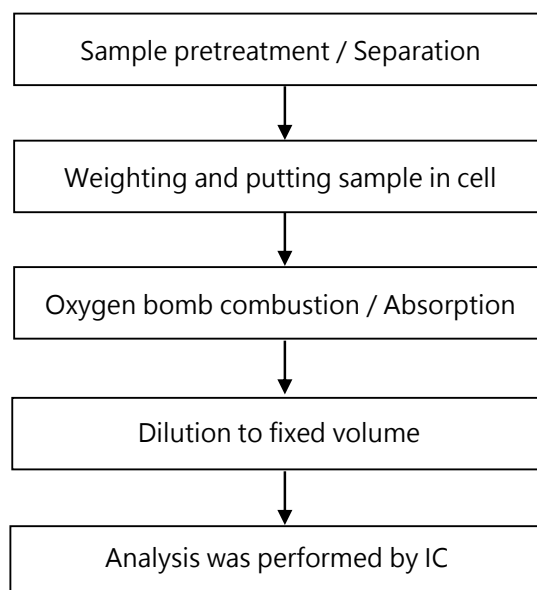 Sample pretreatment / Separation
Weighting and putting sample in cell
Oxygen bomb combustion / Absorption
Dilution to fixed volume
Analysis was performed by IC